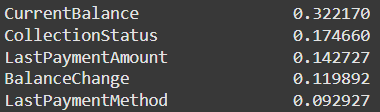 CurrentBalance 0.322170
CollectionStatus 0.174660
LastPaymentAmount 0.142727
BalanceChange 0.119892
LastPaymentMethod 0.092927